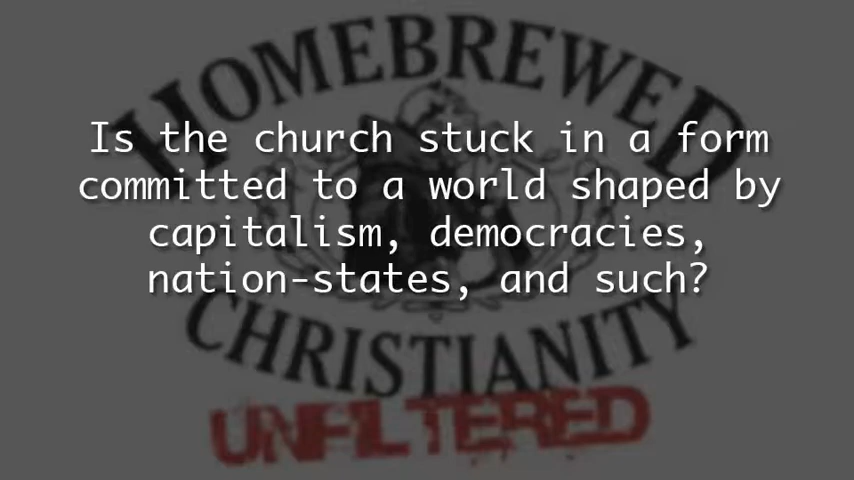 HOMEBREWED
Is the church stuck in a form
committed to a world shaped by
capitalism, democracies,
nation-states, and such?
CHRISTIANITY
UNFILTERED